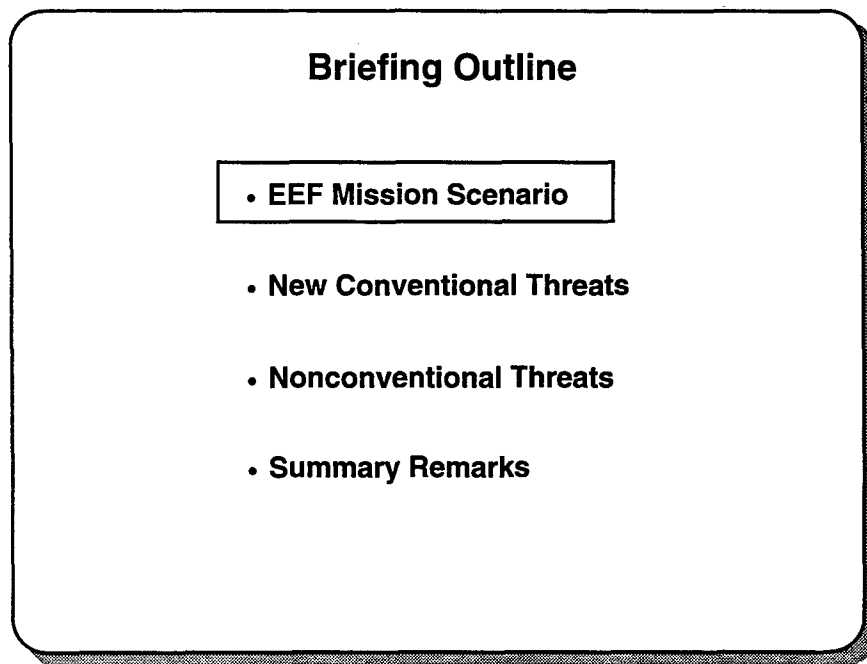 Briefing Outline
• EEF Mission Scenario
• New Conventional Threats
• Nonconventional Threats
• Summary Remarks